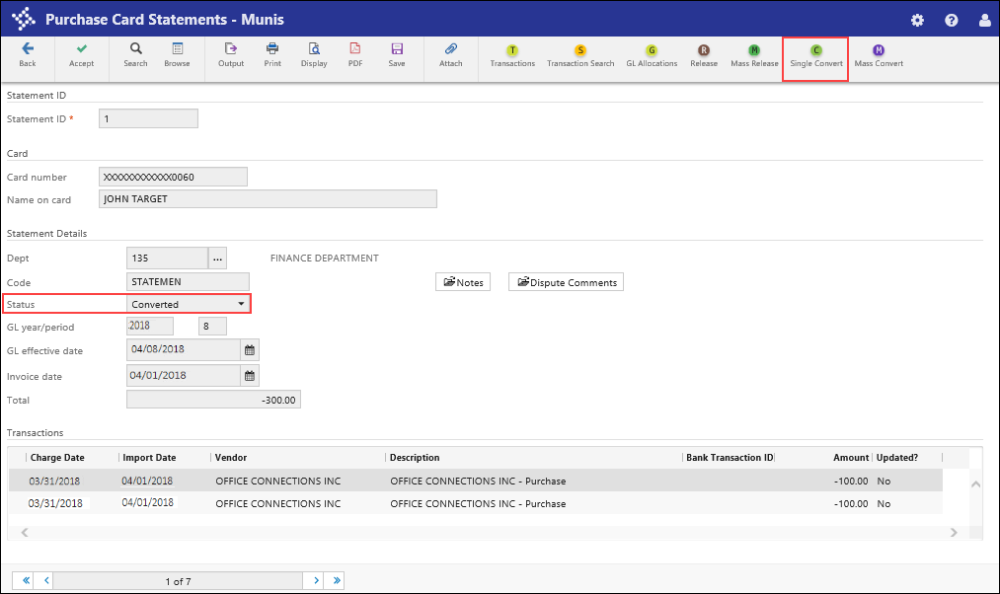 Purchase Card Statements - Munis
Back Accept Search Browse Output Print Display PDF Save Attach T Transactions S Transaction Search G GL Allocations R Release M Mass Release C Single Convert M Mass Convert
Statement ID
Statement ID * 1
Card
Card number XXXXXXXXXXXX0060
Name on card JOHN TARGET
Statement Details
Dept 135 ... FINANCE DEPARTMENT
Code STATEMEN Notes Dispute Comments
Status Converted
GL year/period 2018 8
GL effective date 04/08/2018
Invoice date 04/01/2018
Total -300.00
Transactions
Charge Date Import Date Vendor Description Bank Transaction ID Amount Updated?
03/31/2018 04/01/2018 OFFICE CONNECTIONS INC OFFICE CONNECTIONS INC - Purchase -100.00 No
03/31/2018 04/01/2018 OFFICE CONNECTIONS INC OFFICE CONNECTIONS INC - Purchase -100.00 No
1 of 7